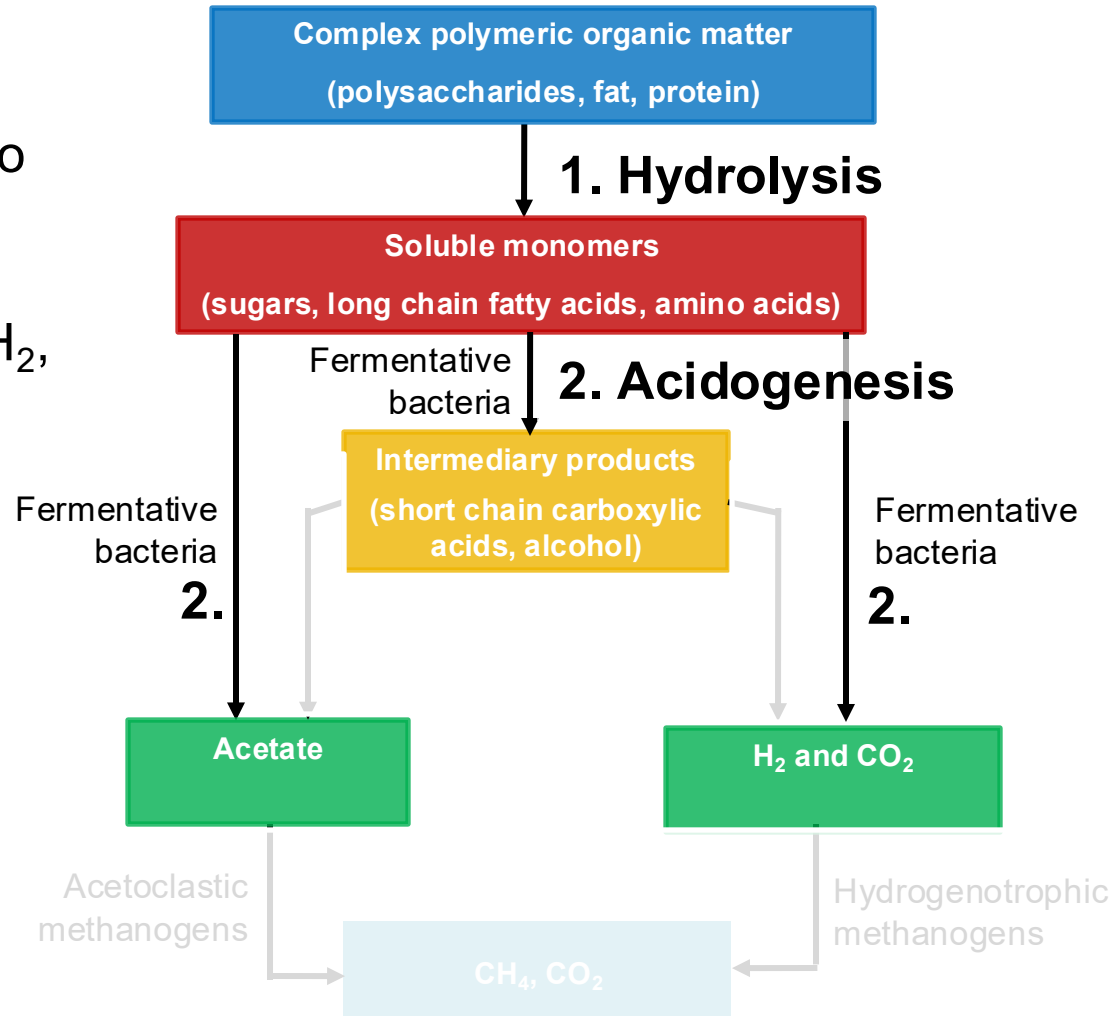 Complex polymeric organic matter
(polysaccharides, fat, protein)
o
1. Hydrolysis
Soluble monomers
(sugars, long chain fatty acids, amino acids)
H₂,
Fermentative
bacteria
2. Acidogenesis
Intermediary products
(short chain carboxylic
acids, alcohol)
Fermentative
bacteria
2.
Fermentative
bacteria
2.
Acetate
H₂ and CO₂
Acetoclastic
methanogens
Hydrogenotrophic
methanogens
CH₄, CO₂